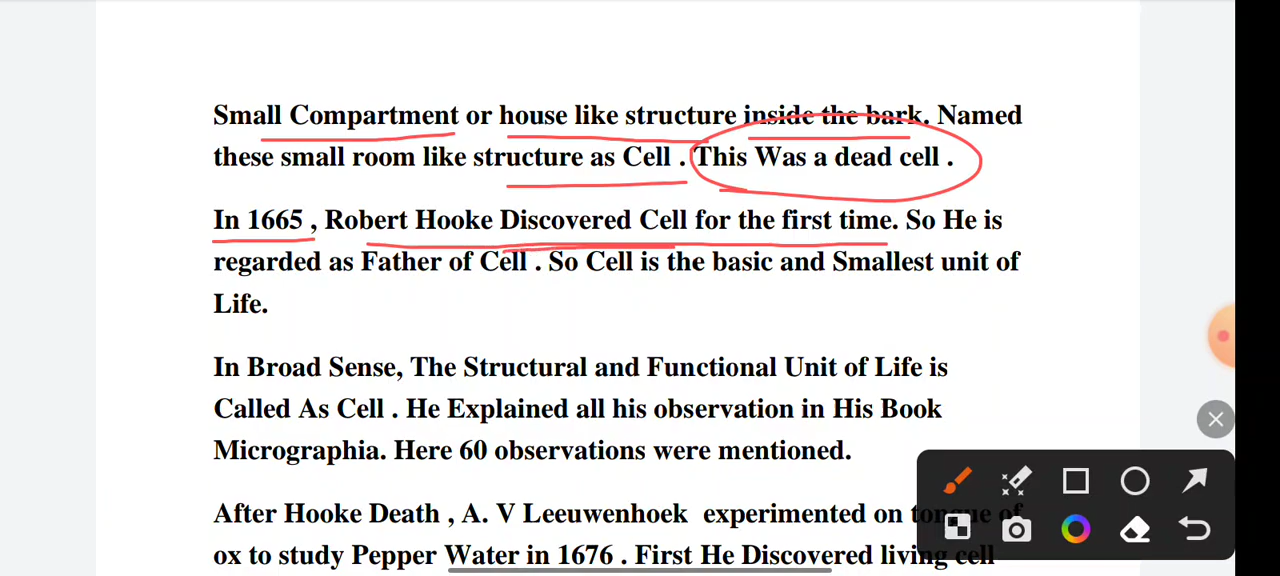 Small Compartment or house like structure inside the bark. Named
these small room like structure as Cell . This Was a dead cell .
In 1665 , Robert Hooke Discovered Cell for the first time. So He is
regarded as Father of Cell . So Cell is the basic and Smallest unit of
Life.
In Broad Sense, The Structural and Functional Unit of Life is
Called As Cell . He Explained all his observation in His Book
Micrographia. Here 60 observations were mentioned.
After Hooke Death , A. V Leeuwenhoek experimented on tongue of
ox to study Pepper Water in 1676 . First He Discovered living cell